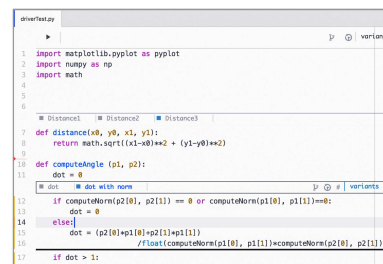 driverTest.py
varian
1 import matplotlib.pyplot as pyplot
2 import numpy as np
3 import math
4
5
6
Distance1 Distance2 Distance3
7 def distance(x0, y0, x1, y1):
8 return math.sqrt((x1-x0)**2 + (y1-y0)**2)
9
10 def computeAngle (p1, p2):
11 dot = 0
dot dot with norm # variants
12 if computeNorm(p2[0], p2[1]) == 0 or computeNorm(p1[0], p1[1])==0:
13 dot = 0
14 else:
15 dot = (p2[0]*p1[0]+p2[1]*p1[1])
16 /float(computeNorm(p1[0], p1[1])*computeNorm(p2[0], p2[1])
17 if dot > 1: